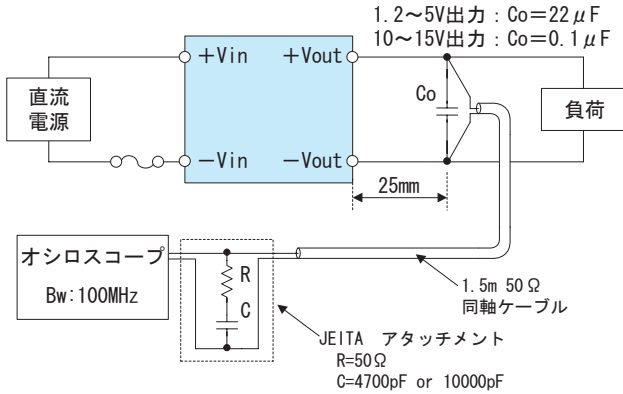 1.2～5V出力：Co＝22μF
10～15V出力：Co＝0.1μF
＋Vin ＋Vout
直流
電源
Co
負荷
－Vin －Vout
25mm
オシロスコープ
Bw:100MHz
R
C
1.5m 50Ω
同軸ケーブル
JEITA アタッチメント
R=50Ω
C=4700pF or 10000pF